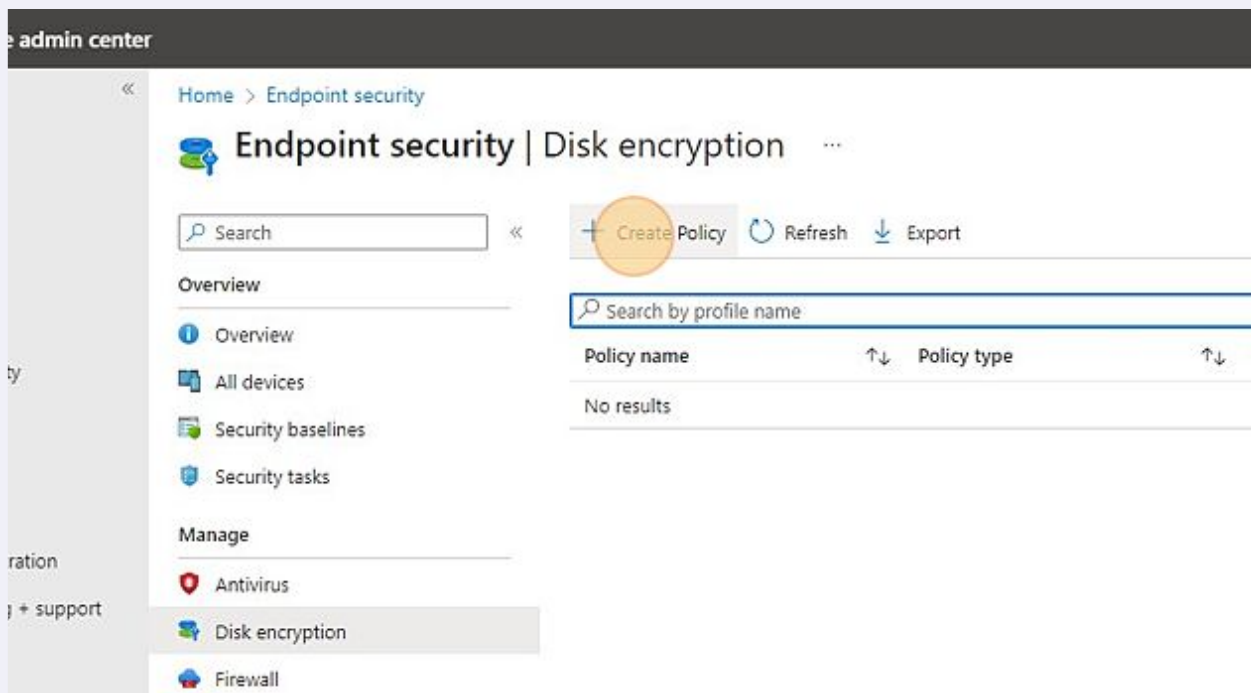 e admin center
Home > Endpoint security
Endpoint security | Disk encryption ...
Search
Create Policy Refresh Export
Overview
Search by profile name
Overview
Policy name Policy type
All devices
No results
Security baselines
Security tasks
Manage
ration
Antivirus
+ support
Disk encryption
Firewall